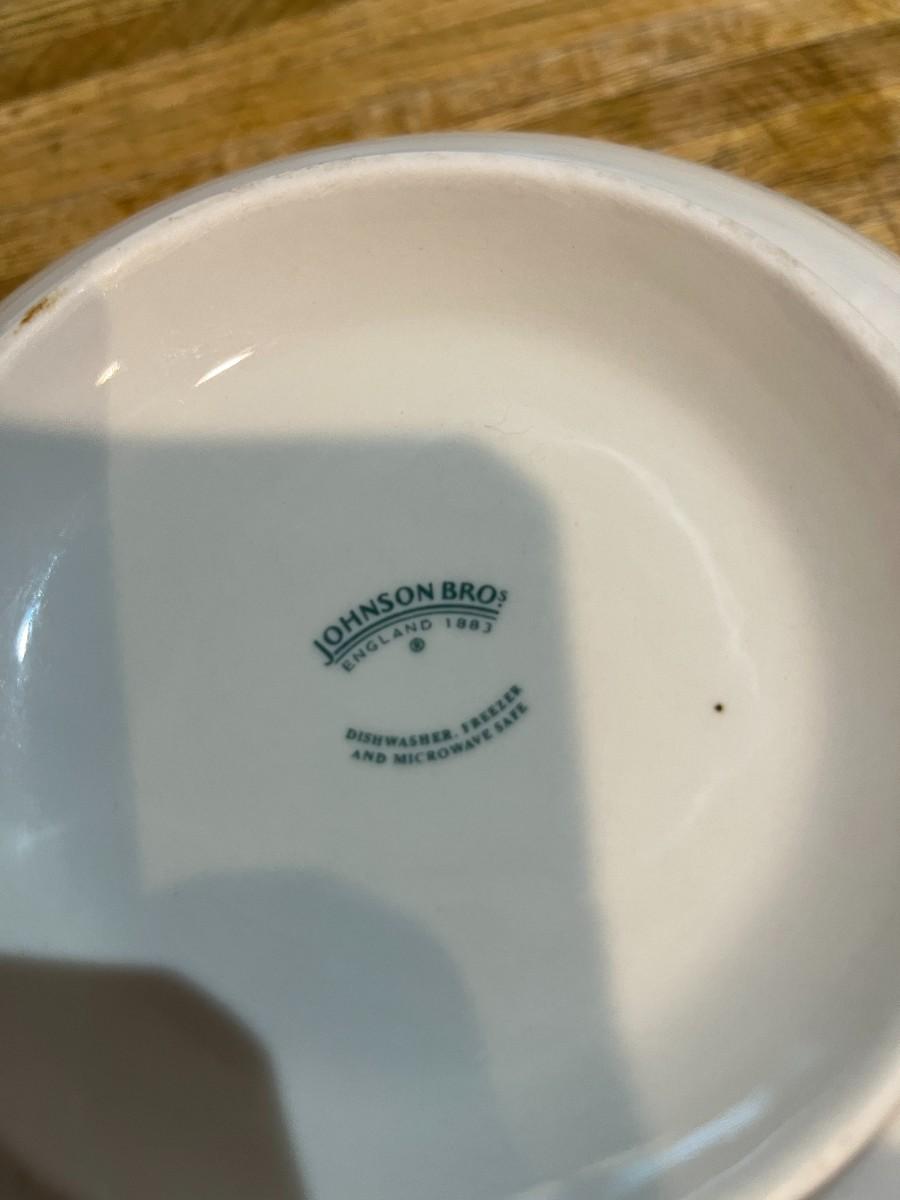 JOHNSON BROS.
ENGLAND 1883
®
DISHWASHER, FREEZER
AND MICROWAVE SAFE